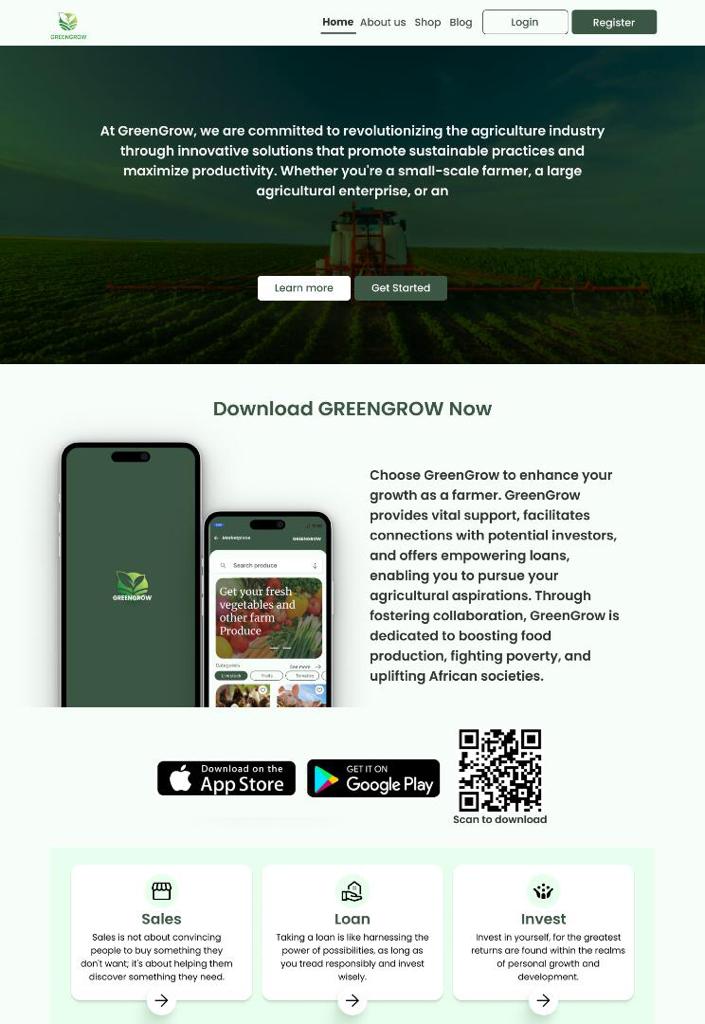 GREENGROW
Home About us Shop Blog Login Register
At GreenGrow, we are committed to revolutionizing the agriculture industry
through innovative solutions that promote sustainable practices and
maximize productivity. Whether you're a small-scale farmer, a large
agricultural enterprise, or an
Learn more Get Started
Download GREENGROW Now
GREENGROW
Marketplace GREENGROW
Search produce
Get your fresh
vegetables and
other farm
Produce
Categories See more
Livestock Fruits Tomatoes
Choose GreenGrow to enhance your
growth as a farmer. GreenGrow
provides vital support, facilitates
connections with potential investors,
and offers empowering loans,
enabling you to pursue your
agricultural aspirations. Through
fostering collaboration, GreenGrow is
dedicated to boosting food
production, fighting poverty, and
uplifting African societies.
Download on the
App Store
GET IT ON
Google Play
Scan to download
Sales
Sales is not about convincing
people to buy something they
don't want; it's about helping them
discover something they need.
Loan
Taking a loan is like harnessing the
power of possibilities, as long as
you tread responsibly and invest
wisely.
Invest
Invest in yourself, for the greatest
returns are found within the realms
of personal growth and
development.